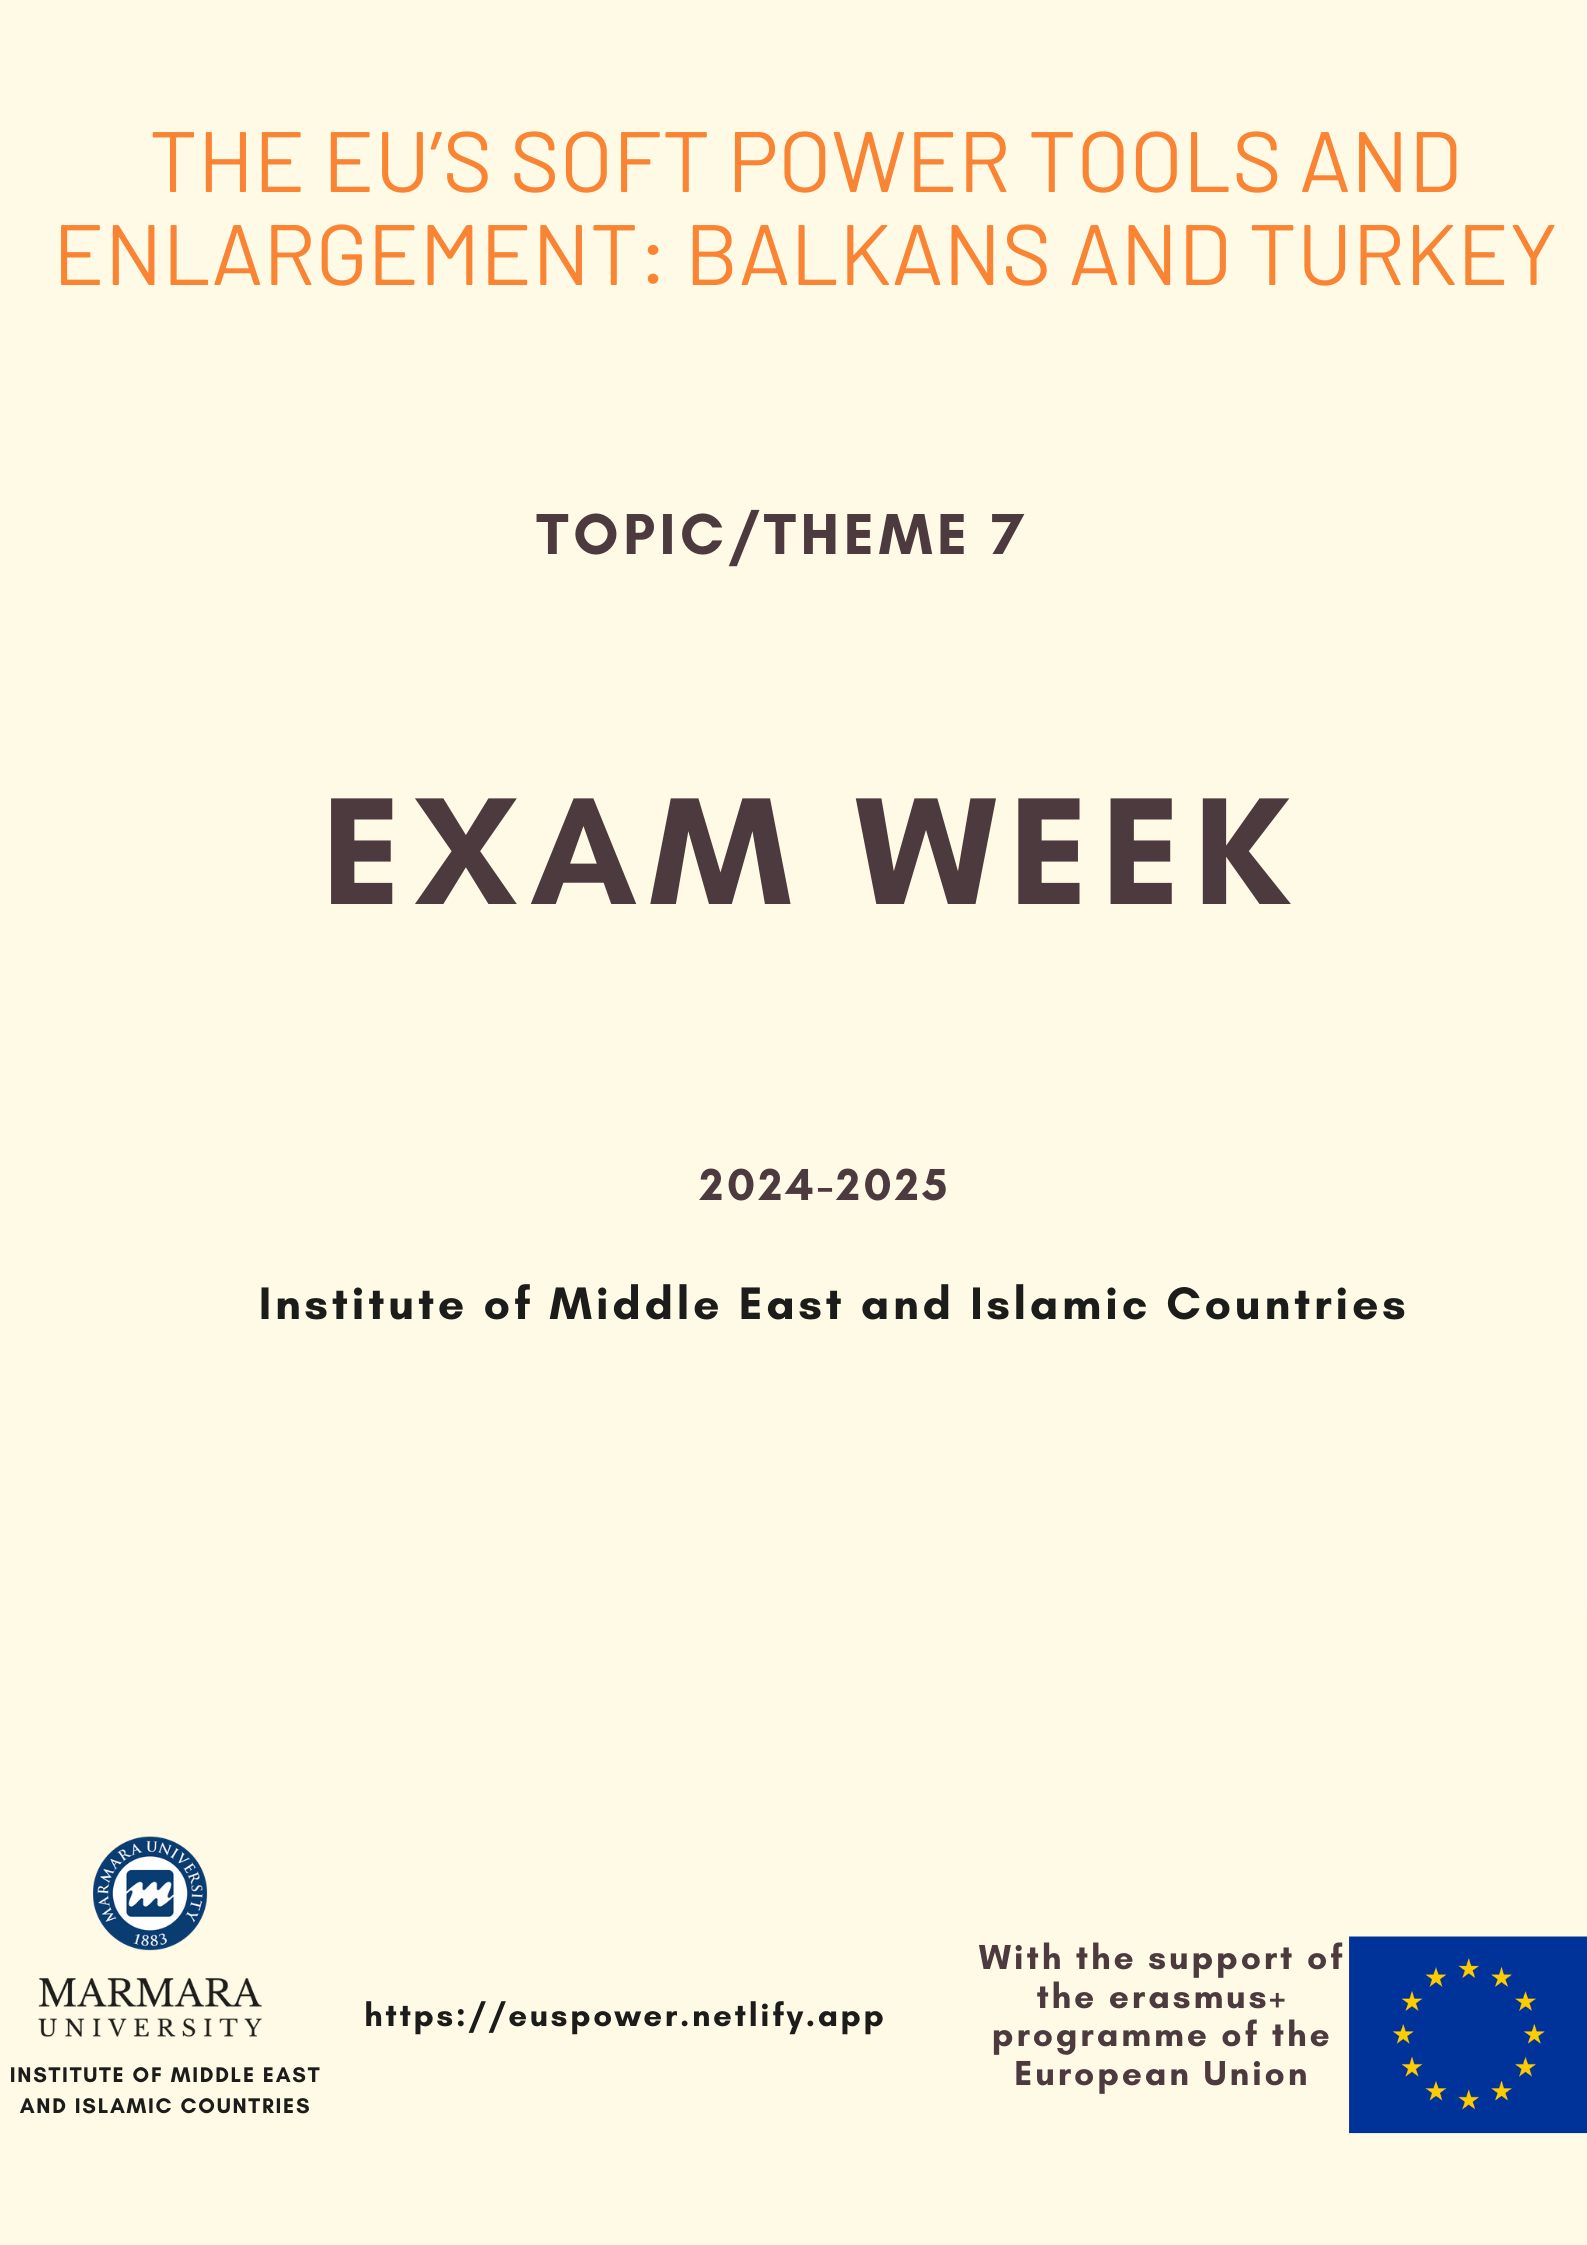 THE EU’S SOFT POWER TOOLS AND
ENLARGEMENT: BALKANS AND TURKEY
TOPIC/THEME 7
EXAM WEEK
2024-2025
Institute of Middle East and Islamic Countries
MARMARA UNIVERSITY
1883
MARMARA
UNIVERSITY
INSTITUTE OF MIDDLE EAST
AND ISLAMIC COUNTRIES
https://euspower.netlify.app
With the support of
the erasmus+
programme of the
European Union